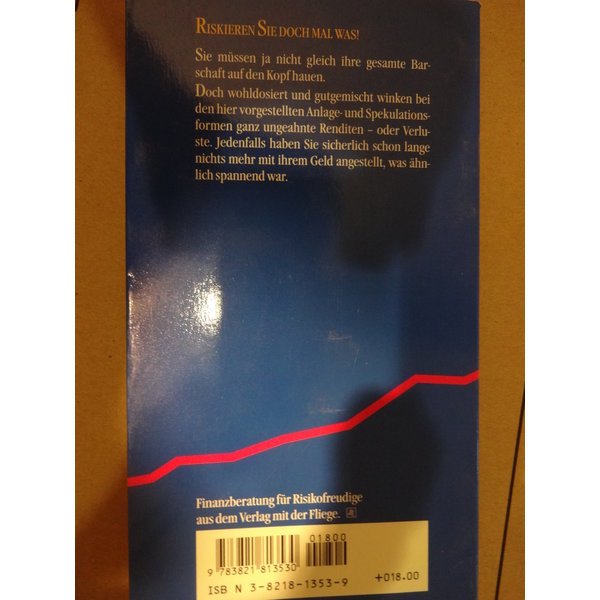 RISKIEREN SIE DOCH MAL WAS!
Sie müssen ja nicht gleich ihre gesamte Bar-
schaft auf den Kopf hauen.
Doch wohldosiert und gutgemischt winken bei
den hier vorgestellten Anlage- und Spekulations-
formen ganz ungeahnte Renditen – oder Verlu-
ste. Jedenfalls haben Sie sicherlich schon lange
nichts mehr mit ihrem Geld angestellt, was ähn-
lich spannend war.
Finanzberatung für Risikofreudige
aus dem Verlag mit der Fliege.
01800
9 783821 813530
ISBN 3-8218-1353-9 +018.00